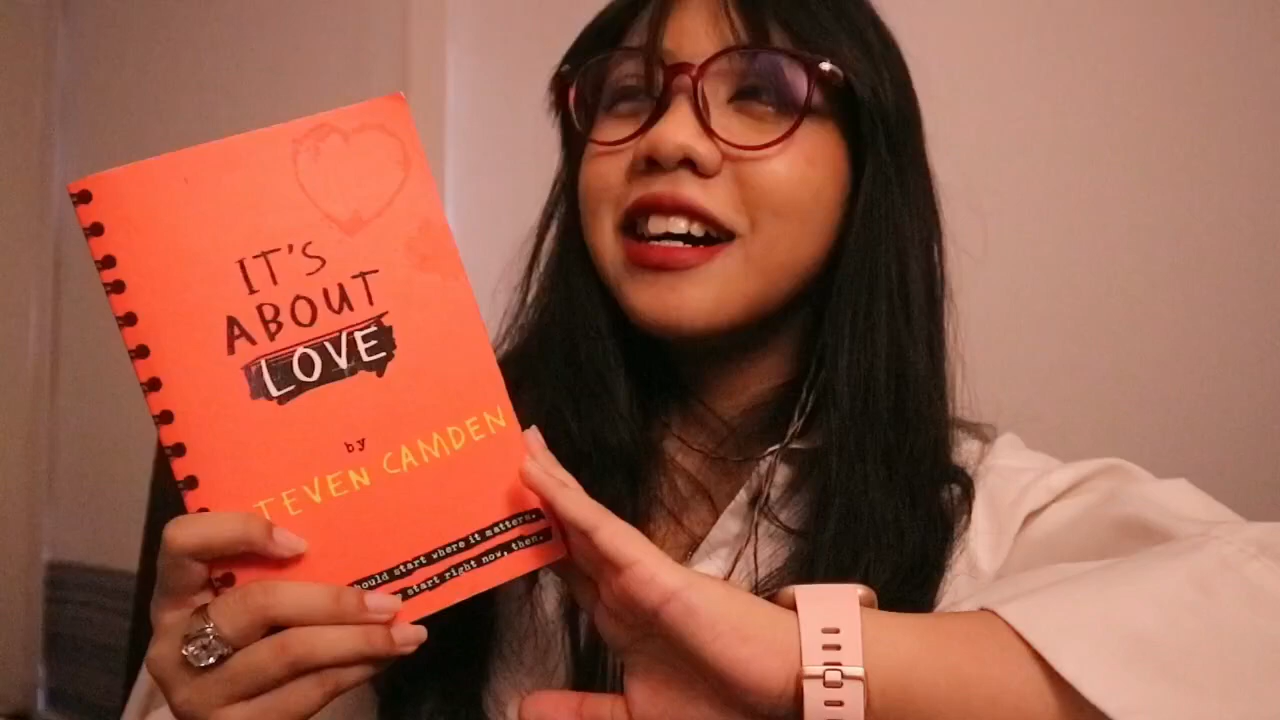 IT'S
ABOUT
LOVE
by
TEVEN CAMDEN
hould start where it matters.
start right now, then.